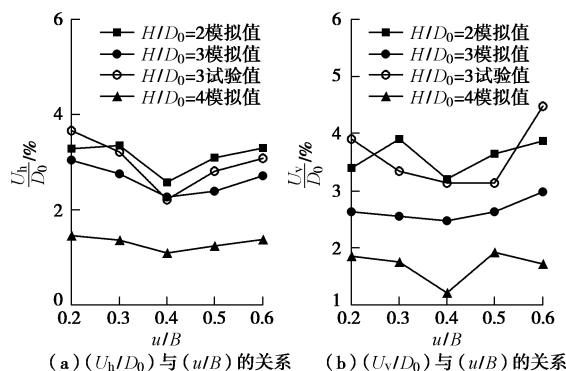 6
H/D₀=2模拟值
H/D₀=3模拟值
H/D₀=3试验值
H/D₀=4模拟值
4
Uh/D₀/%
2
0
0.2 0.3 0.4 0.5 0.6
u/B
(a)(Uh/D₀)与(u/B)的关系
6
H/D₀=2模拟值
H/D₀=3模拟值
H/D₀=3试验值
H/D₀=4模拟值
5
4
Uv/D₀/%
3
2
1
0.2 0.3 0.4 0.5 0.6
u/B
(b)(Uv/D₀)与(u/B)的关系